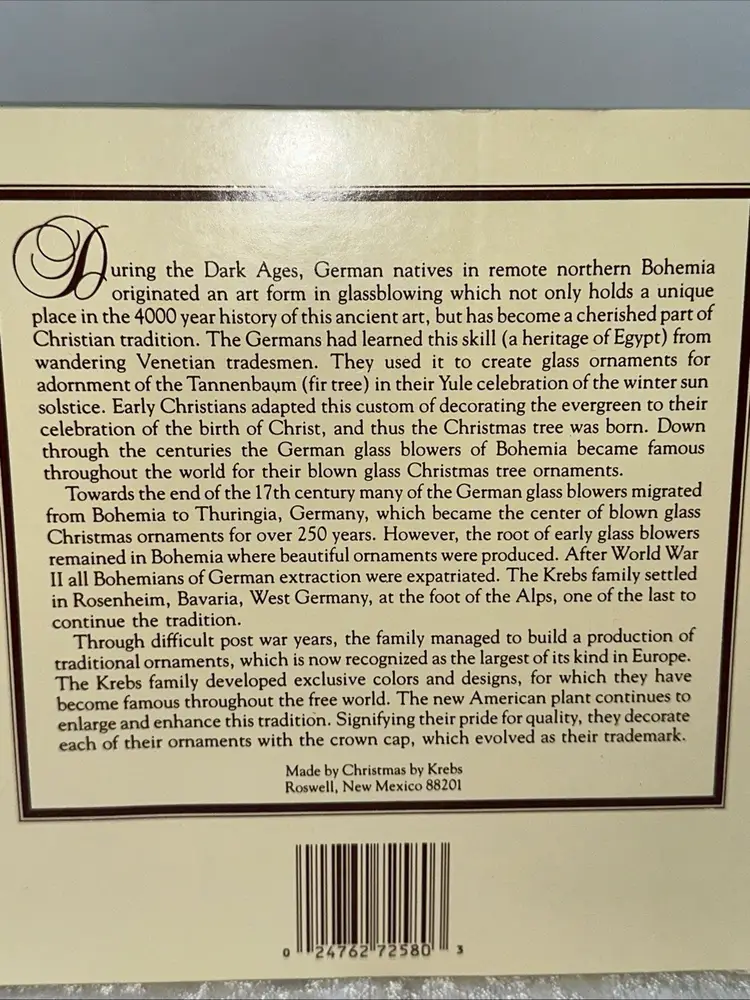 During the Dark Ages, German natives in remote northern Bohemia
originated an art form in glassblowing which not only holds a unique
place in the 4000 year history of this ancient art, but has become a cherished part of
Christian tradition. The Germans had learned this skill (a heritage of Egypt) from
wandering Venetian tradesmen. They used it to create glass ornaments for
adornment of the Tannenbaum (fir tree) in their Yule celebration of the winter sun
solstice. Early Christians adapted this custom of decorating the evergreen to their
celebration of the birth of Christ, and thus the Christmas tree was born. Down
through the centuries the German glass blowers of Bohemia became famous
throughout the world for their blown glass Christmas tree ornaments.
Towards the end of the 17th century many of the German glass blowers migrated
from Bohemia to Thuringia, Germany, which became the center of blown glass
Christmas ornaments for over 250 years. However, the root of early glass blowers
remained in Bohemia where beautiful ornaments were produced. After World War
II all Bohemians of German extraction were expatriated. The Krebs family settled
in Rosenheim, Bavaria, West Germany, at the foot of the Alps, one of the last to
continue the tradition.
Through difficult post war years, the family managed to build a production of
traditional ornaments, which is now recognized as the largest of its kind in Europe.
The Krebs family developed exclusive colors and designs, for which they have
become famous throughout the free world. The new American plant continues to
enlarge and enhance this tradition. Signifying their pride for quality, they decorate
each of their ornaments with the crown cap, which evolved as their trademark.
Made by Christmas by Krebs
Roswell, New Mexico 88201
0 24762 72580 3